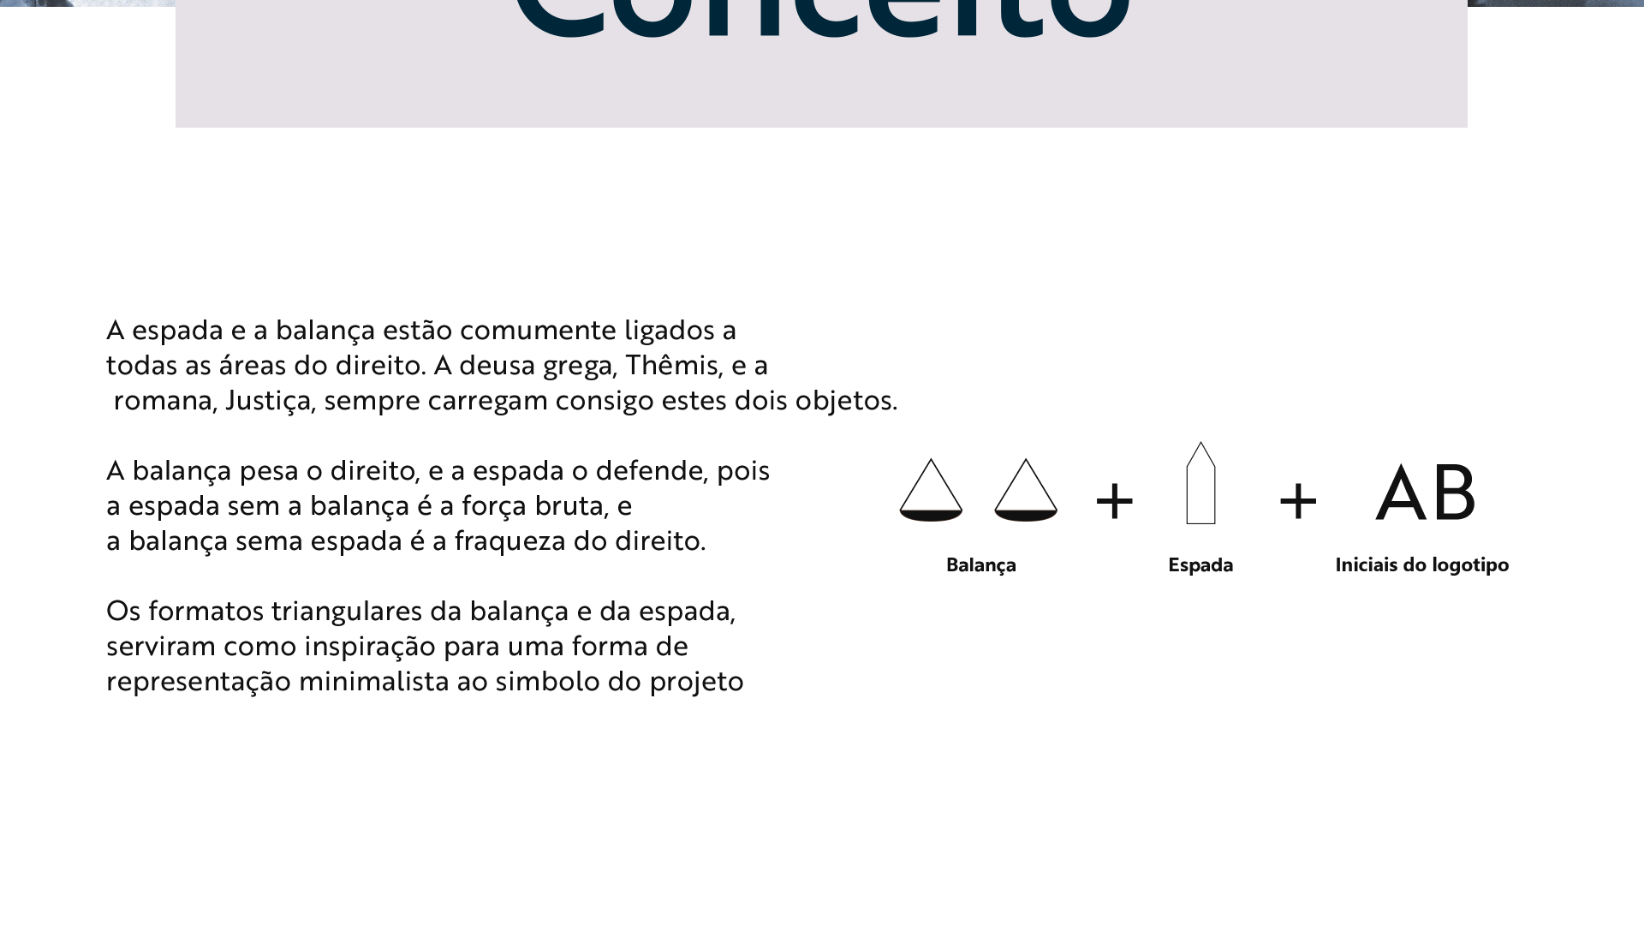 Conceito
A espada e a balança estão comumente ligados a
todas as áreas do direito. A deusa grega, Thêmis, e a
romana, Justiça, sempre carregam consigo estes dois objetos.
A balança pesa o direito, e a espada o defende, pois
a espada sem a balança é a força bruta, e
a balança sema espada é a fraqueza do direito.
Os formatos triangulares da balança e da espada,
serviram como inspiração para uma forma de
representação minimalista ao simbolo do projeto
+ + AB
Balança Espada Iniciais do logotipo